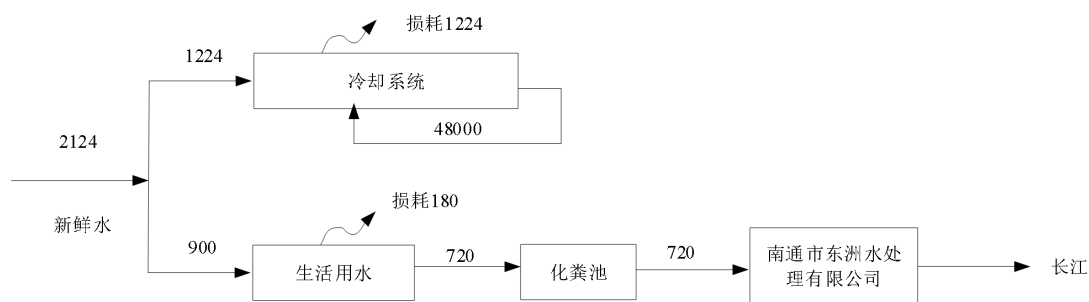 损耗1224
1224
冷却系统
48000
2124
新鲜水
损耗180
900
生活用水
720
化粪池
720
南通市东洲水处
理有限公司
长江